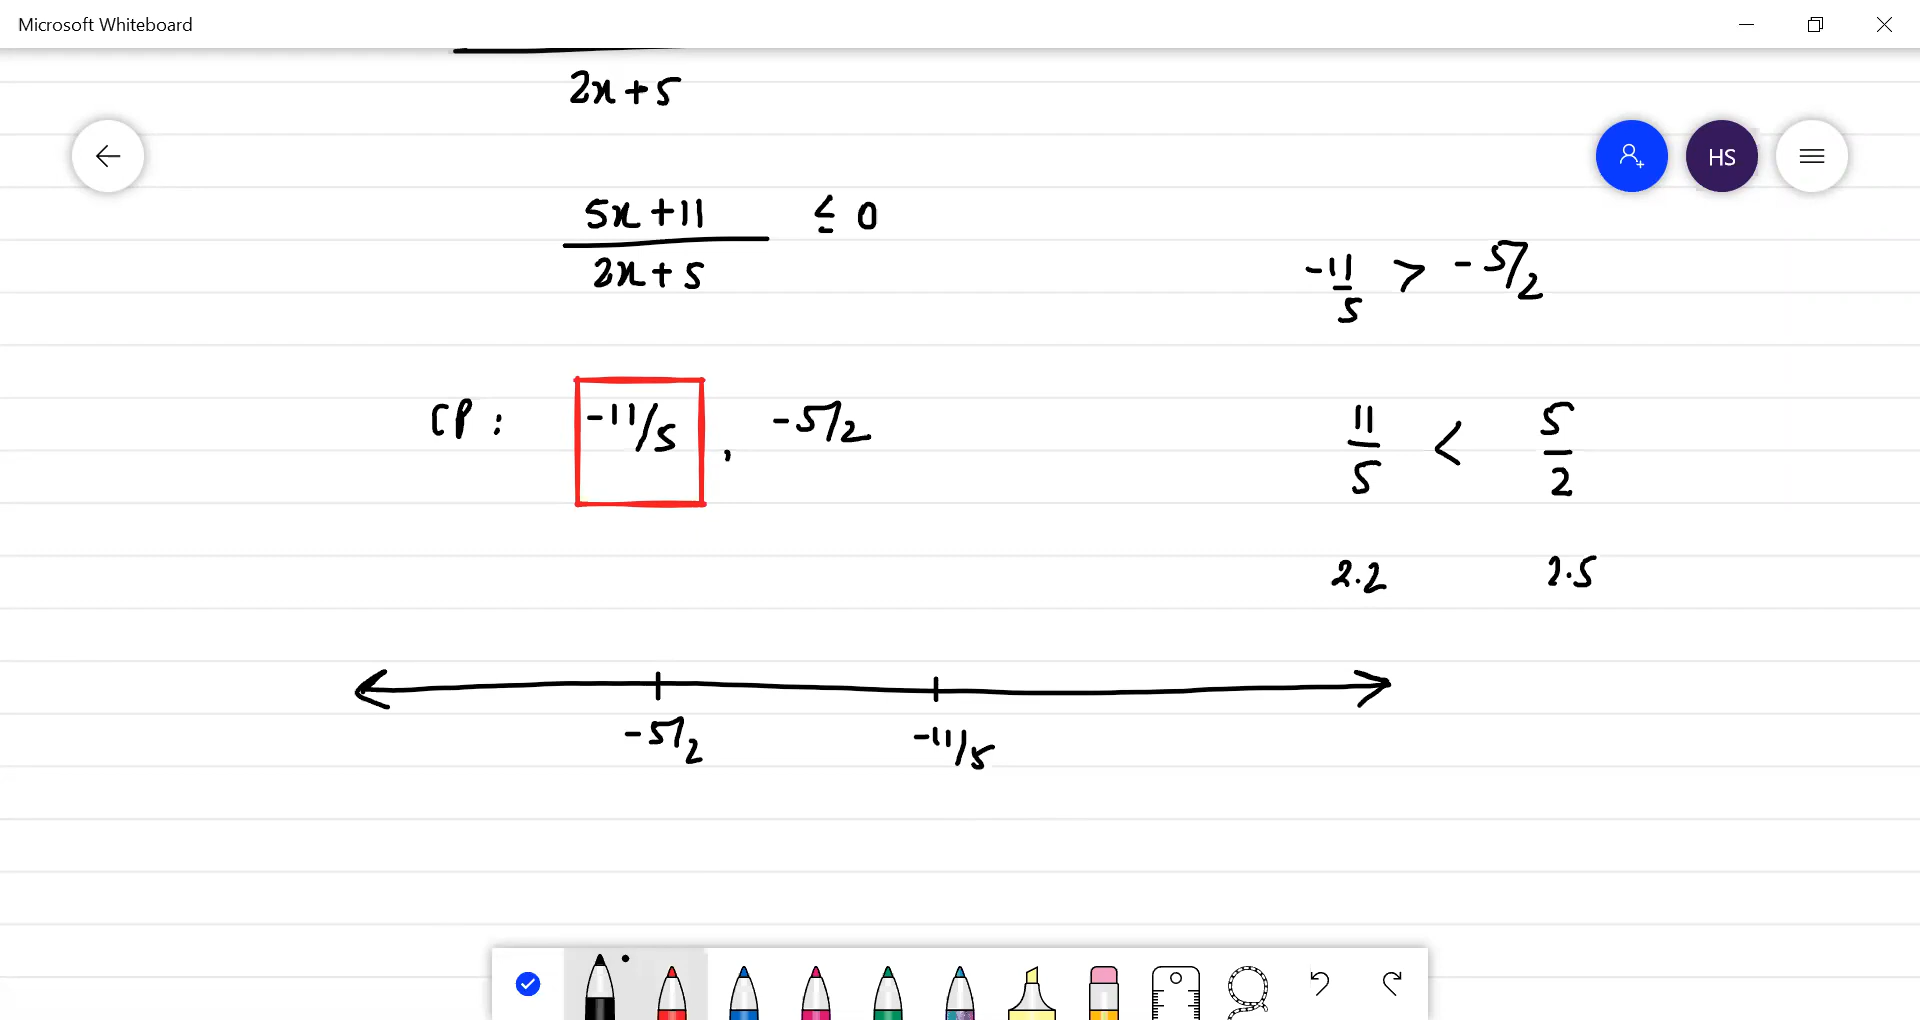 Microsoft Whiteboard
2x+5
HS
5x+11 ≤ 0
2x+5
-11/5 > -5/2
CP: -11/5, -5/2
11/5 < 5/2
2.2 2.5
-5/2 -11/5